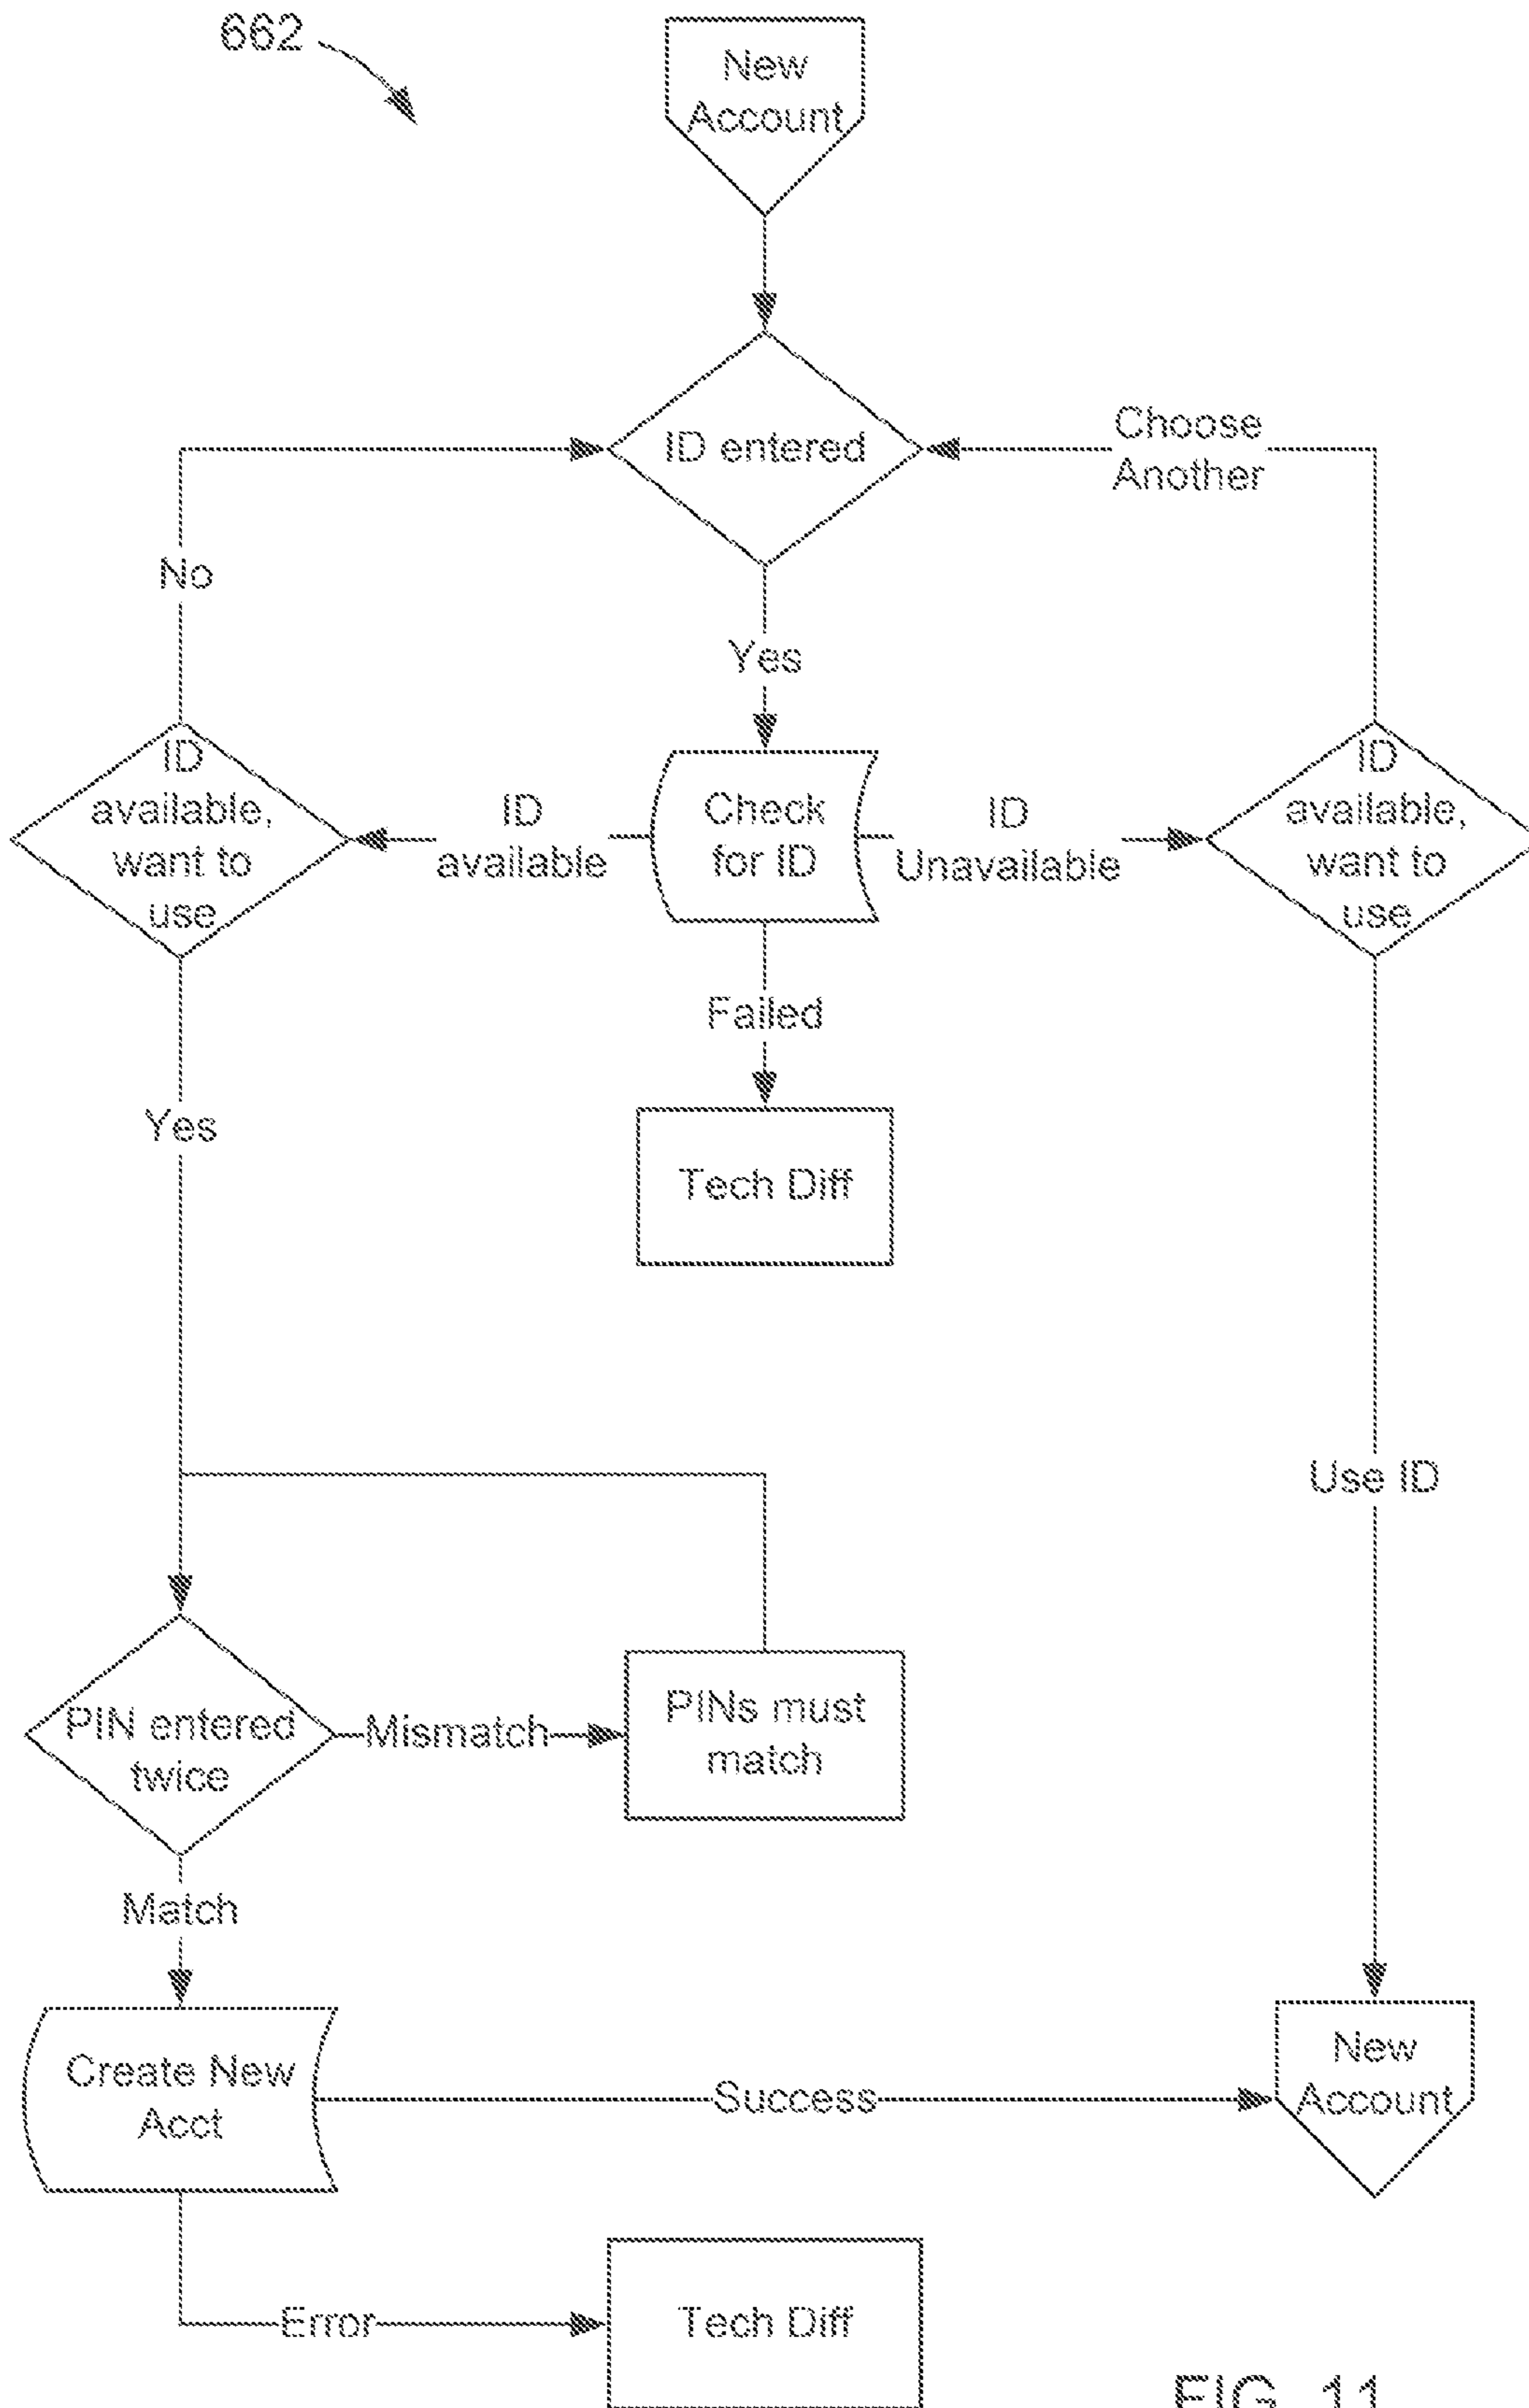 662
New
Account
ID entered
Choose
Another
No
Yes
ID
available,
want to
use
ID
available
Check
for ID
ID
Unavailable
ID
available,
want to
use
Failed
Yes
Tech Diff
Use ID
PIN entered
twice
Mismatch
PINs must
match
Match
Create New
Acct
Success
New
Account
Error
Tech Diff
FIG. 11